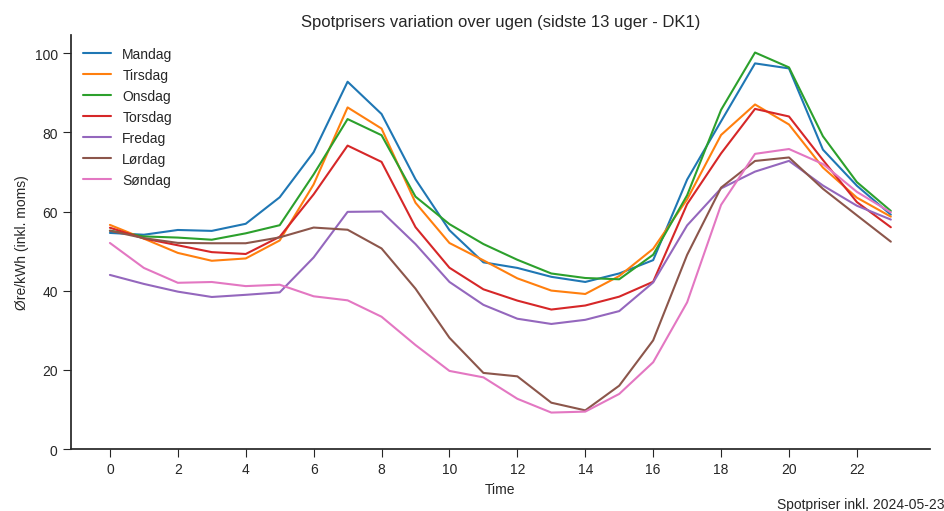 Spotprisers variation over ugen (sidste 13 uger - DK1)
Mandag
Tirsdag
Onsdag
Torsdag
Fredag
Lørdag
Søndag
Øre/kWh (inkl. moms)
100
80
60
40
20
0
0 2 4 6 8 10 12 14 16 18 20 22
Time
Spotpriser inkl. 2024-05-23